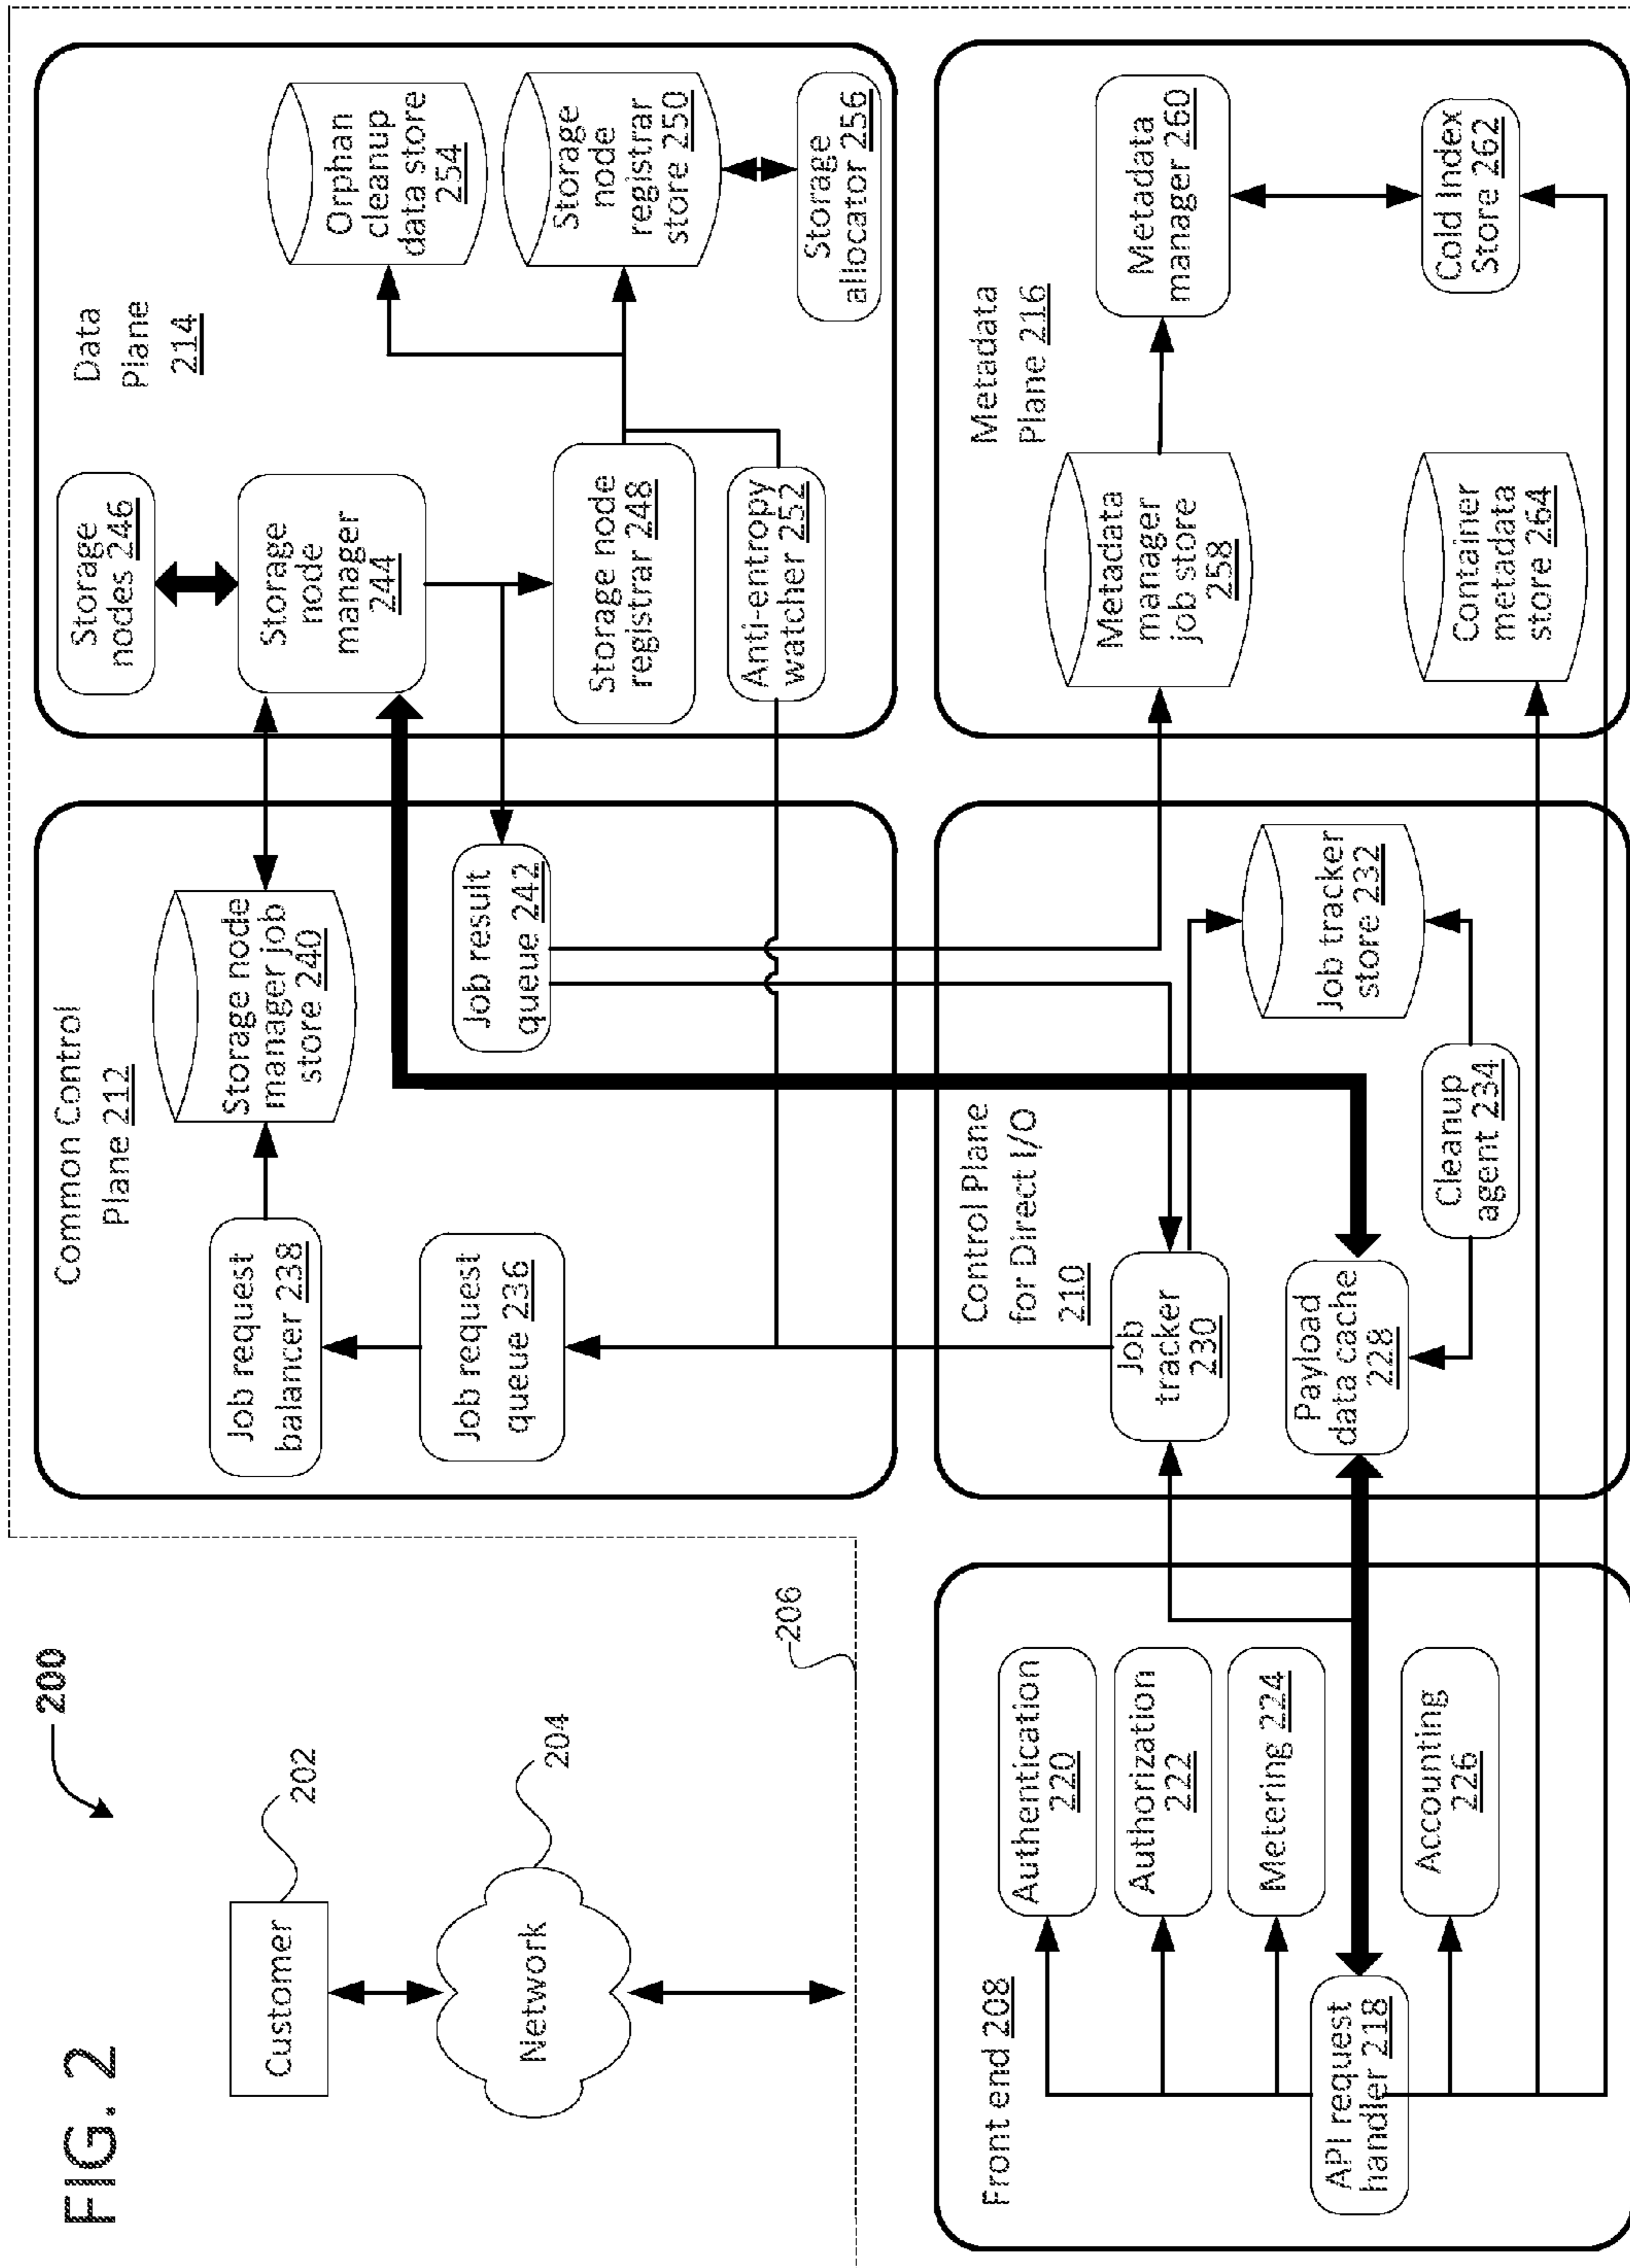 FIG. 2
200
Customer
202
Network
204
206
Front end 208
API request
handler 218
Authentication
220
Authorization
222
Metering 224
Accounting
226
Common Control
Plane 212
Job request
balancer 238
Job request
queue 236
Storage node
manager job
store 240
Job result
queue 242
Control Plane
for Direct I/O
210
Job
tracker
230
Payload
data cache
228
Job tracker
store 232
Cleanup
agent 234
Data
Plane
214
Storage
nodes 246
Storage
node
manager
244
Storage node
registrar 248
Anti-entropy
watcher 252
Orphan
cleanup
data store
254
Storage
node
registrar
store 250
Storage
allocator 256
Metadata
Plane 216
Metadata
manager
job store
258
Metadata
manager 260
Container
metadata
store 264
Cold Index
Store 262